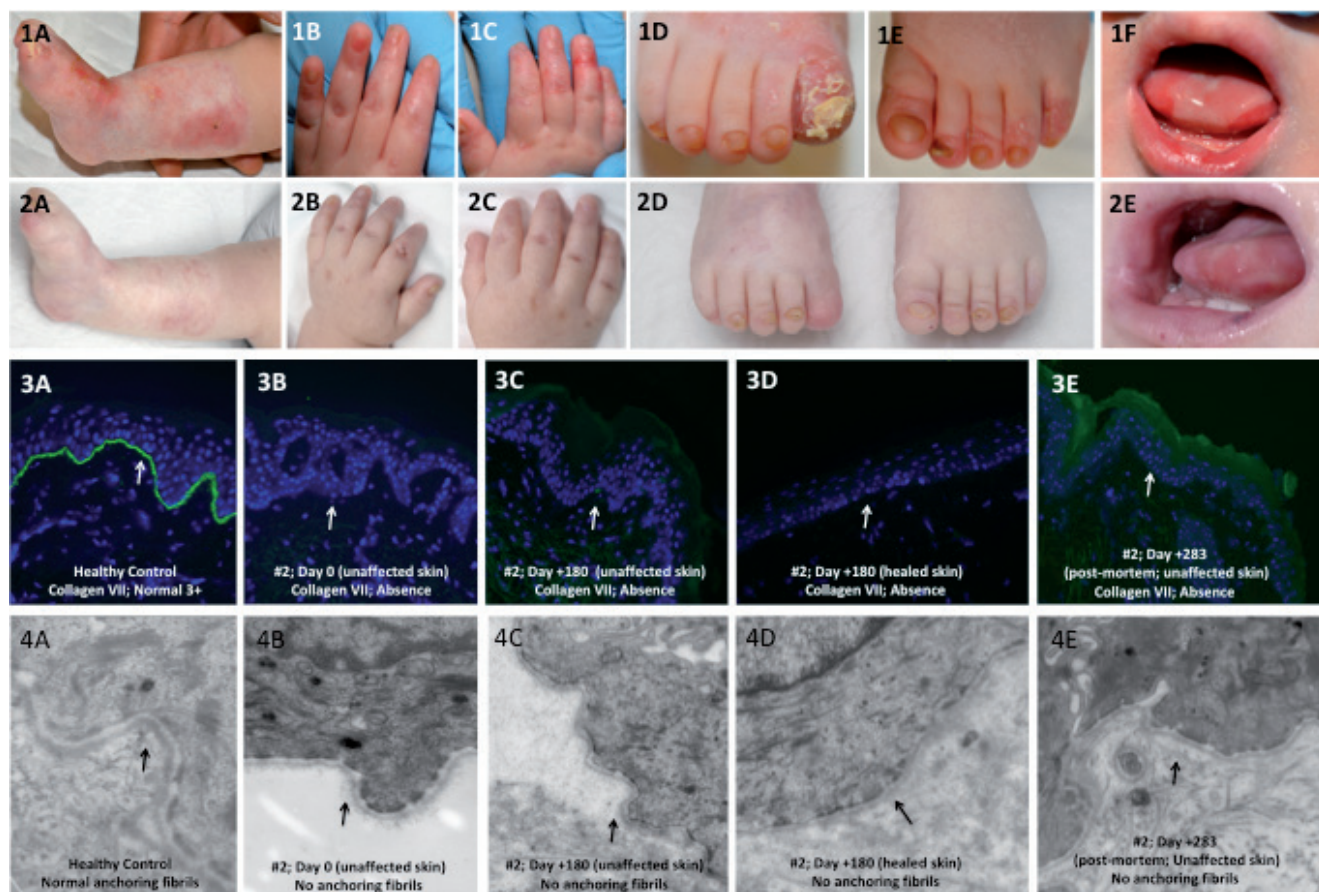 1A
1B
1C
1D
1E
1F
2A
2B
2C
2D
2E
3A
Healthy Control
Collagen VII; Normal 3+
3B
#2; Day 0 (unaffected skin)
Collagen VII; Absence
3C
#2; Day +180 (unaffected skin)
Collagen VII; Absence
3D
#2; Day +180 (healed skin)
Collagen VII; Absence
3E
#2; Day +283
(post-mortem; unaffected skin)
Collagen VII; Absence
4A
Healthy Control
Normal anchoring fibrils
4B
#2; Day 0 (unaffected skin)
No anchoring fibrils
4C
#2; Day +180 (unaffected skin)
No anchoring fibrils
4D
#2; Day +180 (healed skin)
No anchoring fibrils
4E
#2; Day +283
(post-mortem; Unaffected skin)
No anchoring fibrils